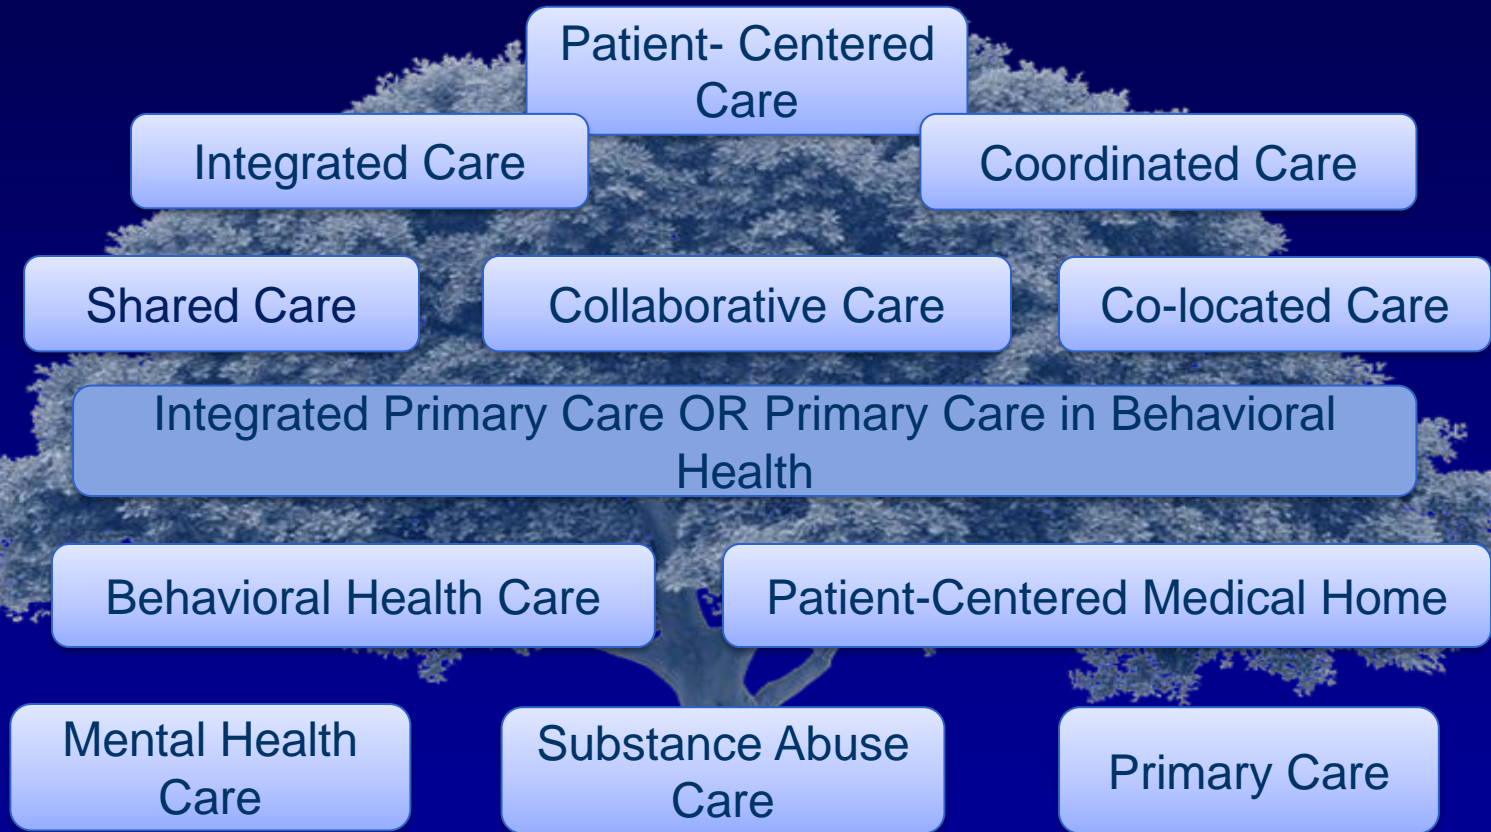 Patient- Centered
Care
Integrated Care
Coordinated Care
Shared Care
Collaborative Care
Co-located Care
Integrated Primary Care OR Primary Care in Behavioral
Health
Behavioral Health Care
Patient-Centered Medical Home
Mental Health
Care
Substance Abuse
Care
Primary Care